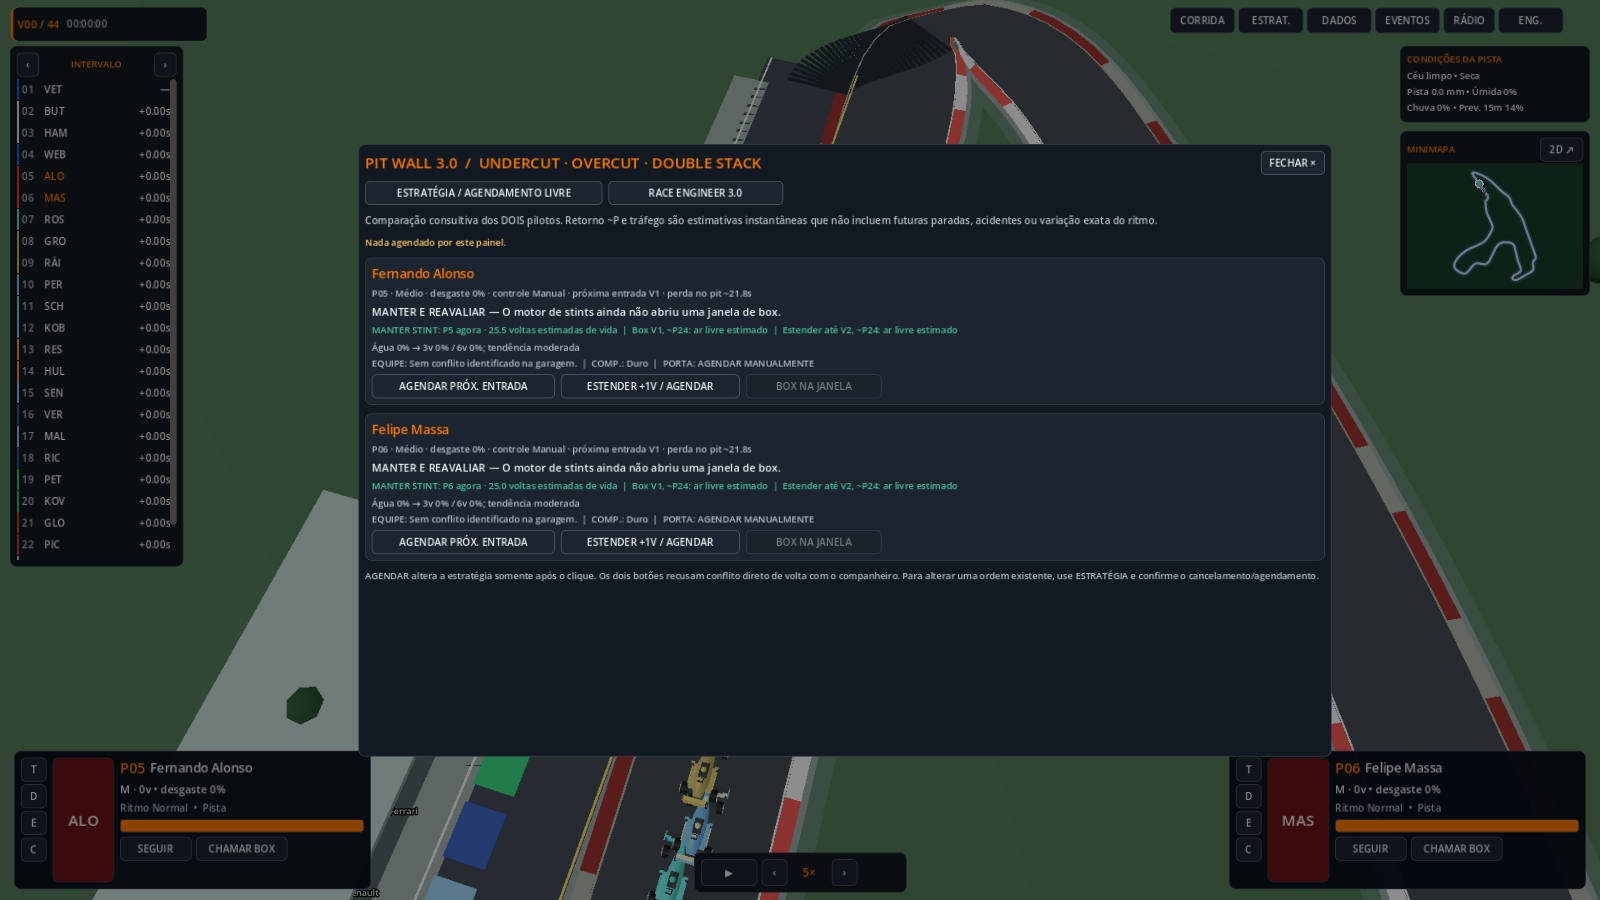 V00 / 44 00:00:00
CORRIDA ESTRAT. DADOS EVENTOS RÁDIO ENG.
‹ INTERVALO ›
01 VET —
02 BUT +0.00s
03 HAM +0.00s
04 WEB +0.00s
05 ALO +0.00s
06 MAS +0.00s
07 ROS +0.00s
08 GRO +0.00s
09 RÄI +0.00s
10 PER +0.00s
11 SCH +0.00s
12 KOB +0.00s
13 RES +0.00s
14 HUL +0.00s
15 SEN +0.00s
16 VER +0.00s
17 MAL +0.00s
18 RIC +0.00s
19 PET +0.00s
20 KOV +0.00s
21 GLO +0.00s
22 PIC +0.00s
CONDIÇÕES DA PISTA
Céu limpo • Seca
Pista 0.0 mm • Úmida 0%
Chuva 0% • Prev. 15m 14%
MINIMAPA 2D ↗
PIT WALL 3.0 / UNDERCUT · OVERCUT · DOUBLE STACK FECHAR ×
ESTRATÉGIA / AGENDAMENTO LIVRE RACE ENGINEER 3.0
Comparação consultiva dos DOIS pilotos. Retorno ~P e tráfego são estimativas instantâneas que não incluem futuras paradas, acidentes ou variação exata do ritmo.
Nada agendado por este painel.
Fernando Alonso
P05 · Médio · desgaste 0% · controle Manual · próxima entrada V1 · perda no pit ~21.8s
MANTER E REAVALIAR — O motor de stints ainda não abriu uma janela de box.
MANTER STINT: P5 agora · 25.5 voltas estimadas de vida | Box V1, ~P24: ar livre estimado | Estender até V2, ~P24: ar livre estimado
Água 0% → 3v 0% / 6v 0%; tendência moderada
EQUIPE: Sem conflito identificado na garagem. | COMP.: Duro | PORTA: AGENDAR MANUALMENTE
AGENDAR PRÓX. ENTRADA ESTENDER +1V / AGENDAR BOX NA JANELA
Felipe Massa
P06 · Médio · desgaste 0% · controle Manual · próxima entrada V1 · perda no pit ~21.8s
MANTER E REAVALIAR — O motor de stints ainda não abriu uma janela de box.
MANTER STINT: P6 agora · 25.0 voltas estimadas de vida | Box V1, ~P24: ar livre estimado | Estender até V2, ~P24: ar livre estimado
Água 0% → 3v 0% / 6v 0%; tendência moderada
EQUIPE: Sem conflito identificado na garagem. | COMP.: Duro | PORTA: AGENDAR MANUALMENTE
AGENDAR PRÓX. ENTRADA ESTENDER +1V / AGENDAR BOX NA JANELA
AGENDAR altera a estratégia somente após o clique. Os dois botões recusam conflito direto de volta com o companheiro. Para alterar uma ordem existente, use ESTRATÉGIA e confirme o cancelamento/agendamento.
T
D
E
C
ALO
P05 Fernando Alonso
M · 0v • desgaste 0%
Ritmo Normal • Pista
SEGUIR CHAMAR BOX
▶ ‹ 5× ›
T
D
E
C
MAS
P06 Felipe Massa
M · 0v • desgaste 0%
Ritmo Normal • Pista
SEGUIR CHAMAR BOX